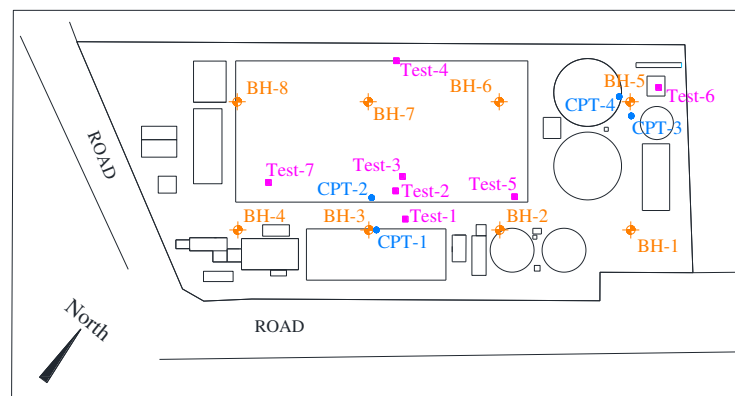 Test-4
BH-8
BH-7
BH-6
BH-5
CPT-4
Test-6
CPT-3
ROAD
Test-7
Test-3
CPT-2
Test-2
Test-5
BH-4
BH-3
Test-1
BH-2
CPT-1
BH-1
North
ROAD